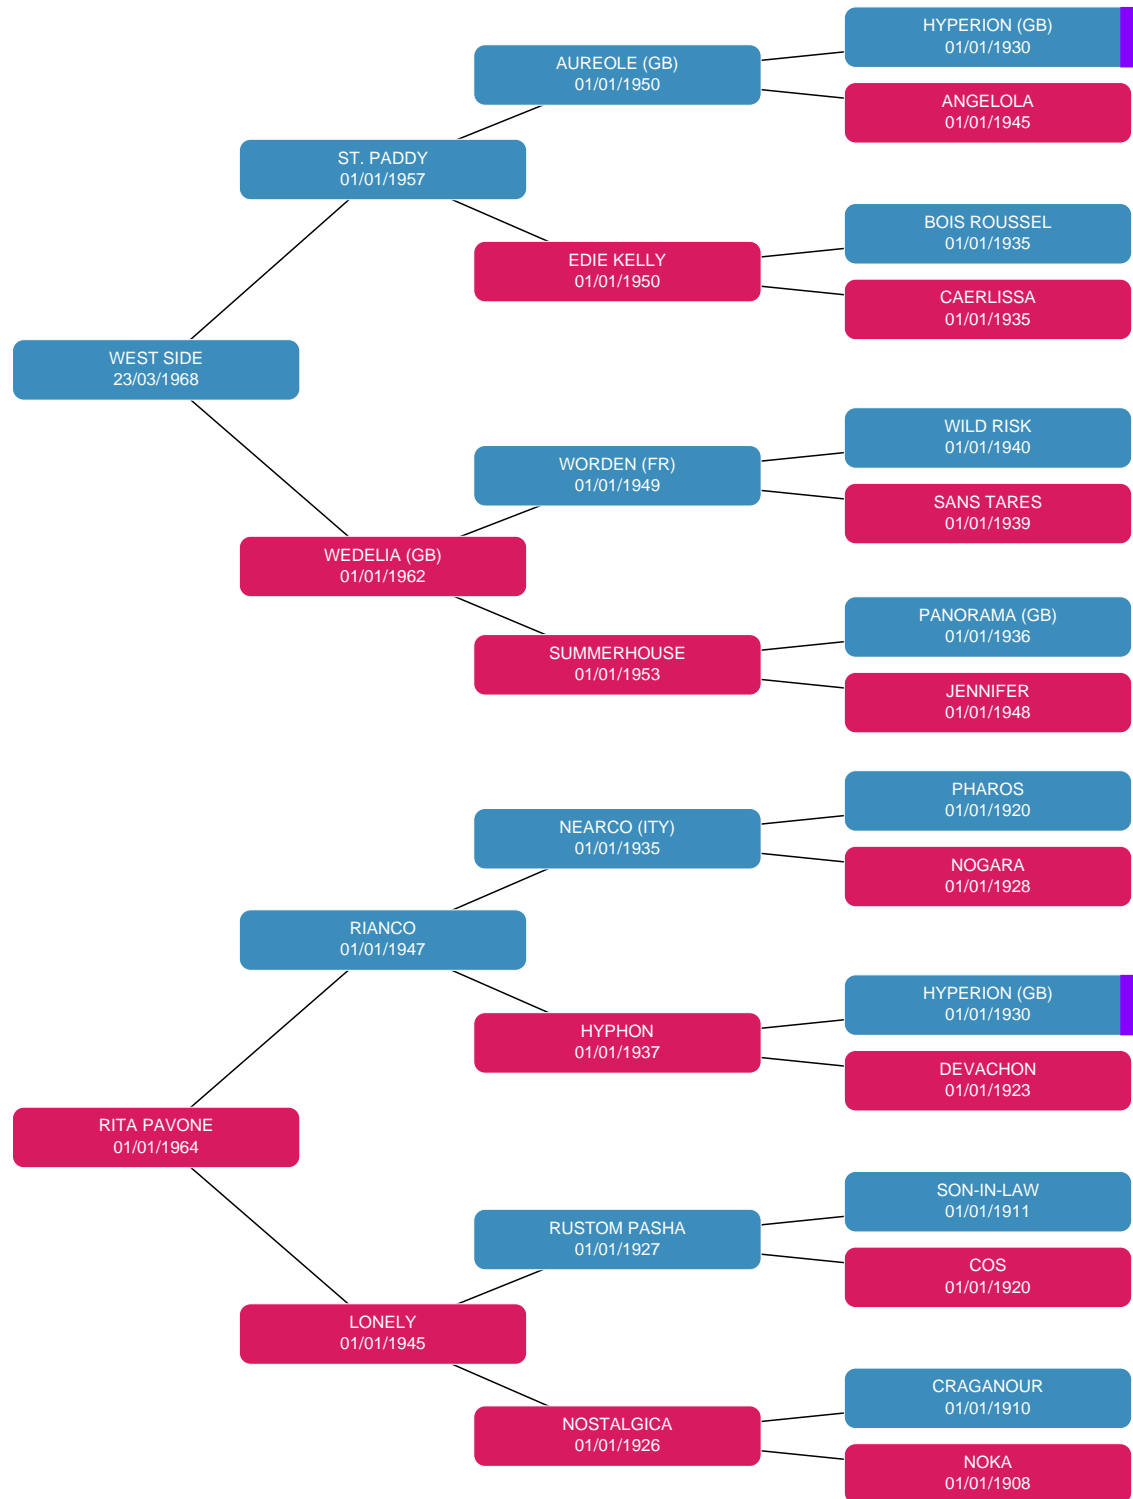 HYPERION (GB)
01/01/1930
AUREOLE (GB)
01/01/1950
ANGELOLA
01/01/1945
ST. PADDY
01/01/1957
BOIS ROUSSEL
01/01/1935
EDIE KELLY
01/01/1950
CAERLISSA
01/01/1935
WEST SIDE
23/03/1968
WILD RISK
01/01/1940
WORDEN (FR)
01/01/1949
SANS TARES
01/01/1939
WEDELIA (GB)
01/01/1962
PANORAMA (GB)
01/01/1936
SUMMERHOUSE
01/01/1953
JENNIFER
01/01/1948
PHAROS
01/01/1920
NEARCO (ITY)
01/01/1935
NOGARA
01/01/1928
RIANCO
01/01/1947
HYPERION (GB)
01/01/1930
HYPHON
01/01/1937
DEVACHON
01/01/1923
RITA PAVONE
01/01/1964
SON-IN-LAW
01/01/1911
RUSTOM PASHA
01/01/1927
COS
01/01/1920
LONELY
01/01/1945
CRAGANOUR
01/01/1910
NOSTALGICA
01/01/1926
NOKA
01/01/1908